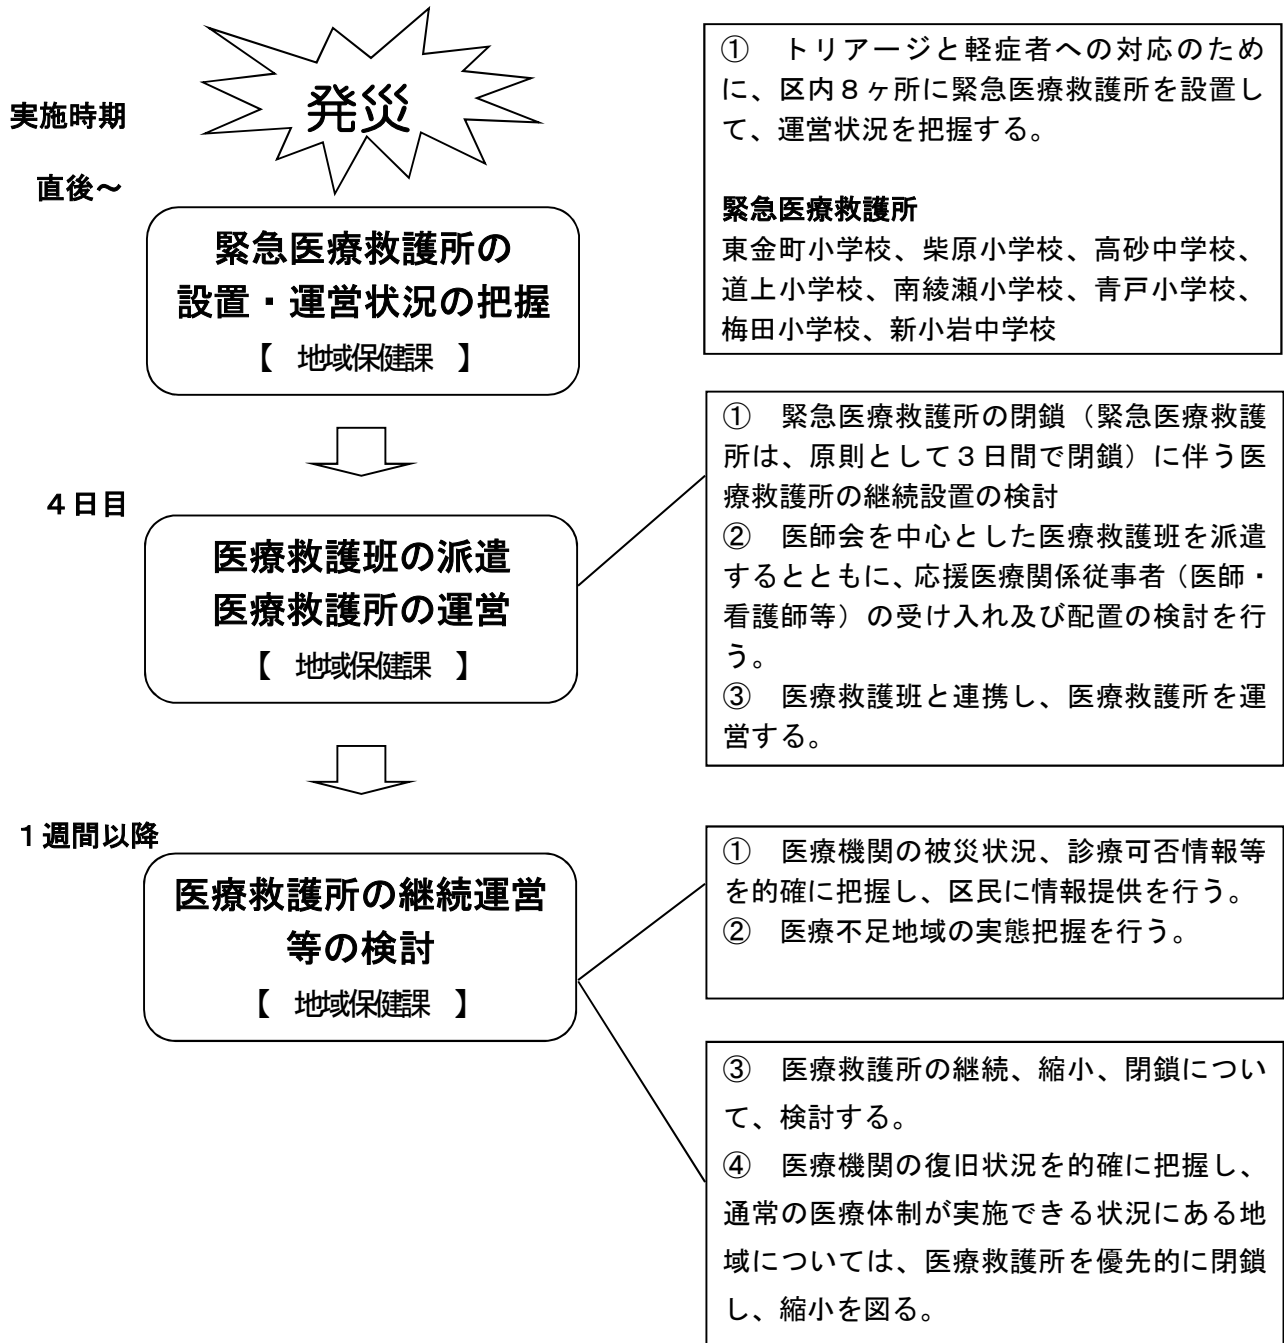 発災
実施時期
直後～
緊急医療救護所の
設置・運営状況の把握
【 地域保健課 】
① トリアージと軽症者への対応のため
に、区内８ヶ所に緊急医療救護所を設置し
て、運営状況を把握する。
緊急医療救護所
東金町小学校、柴原小学校、高砂中学校、
道上小学校、南綾瀬小学校、青戸小学校、
梅田小学校、新小岩中学校
４日目
医療救護班の派遣
医療救護所の運営
【 地域保健課 】
① 緊急医療救護所の閉鎖（緊急医療救護
所は、原則として３日間で閉鎖）に伴う医
療救護所の継続設置の検討
② 医師会を中心とした医療救護班を派遣
するとともに、応援医療関係従事者（医師・
看護師等）の受け入れ及び配置の検討を行
う。
③ 医療救護班と連携し、医療救護所を運
営する。
１週間以降
医療救護所の継続運営
等の検討
【 地域保健課 】
① 医療機関の被災状況、診療可否情報等
を的確に把握し、区民に情報提供を行う。
② 医療不足地域の実態把握を行う。
③ 医療救護所の継続、縮小、閉鎖につい
て、検討する。
④ 医療機関の復旧状況を的確に把握し、
通常の医療体制が実施できる状況にある地
域については、医療救護所を優先的に閉鎖
し、縮小を図る。